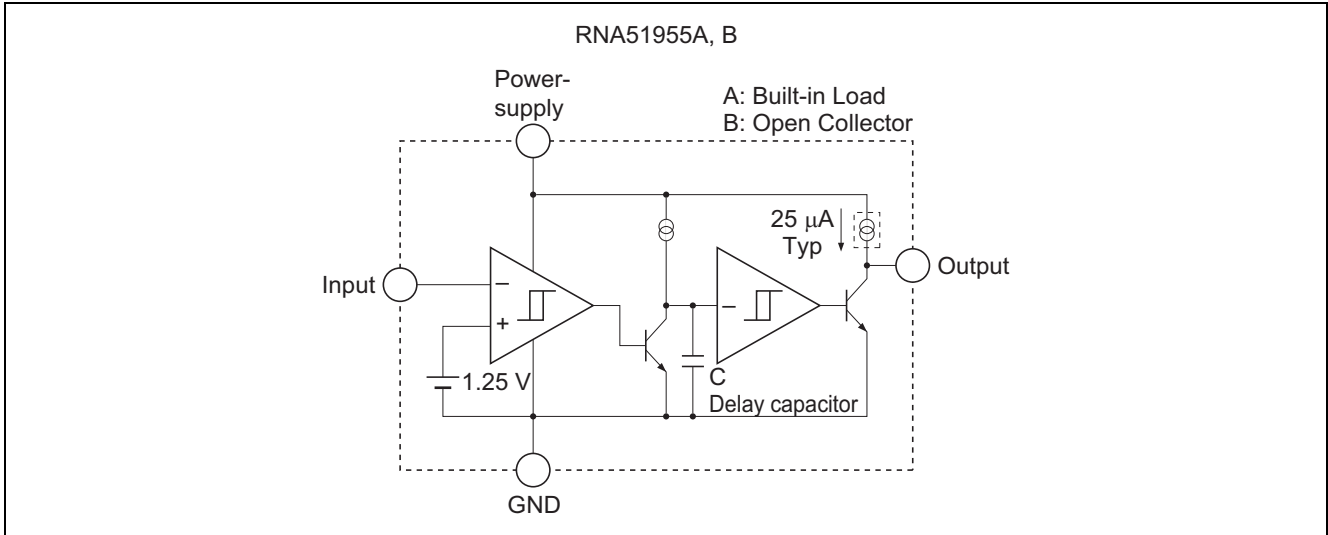 RNA51955A, B
Power-
supply
A: Built-in Load
B: Open Collector
25 μA
Typ
Input
−
+
1.25 V
−
Output
C
Delay capacitor
GND